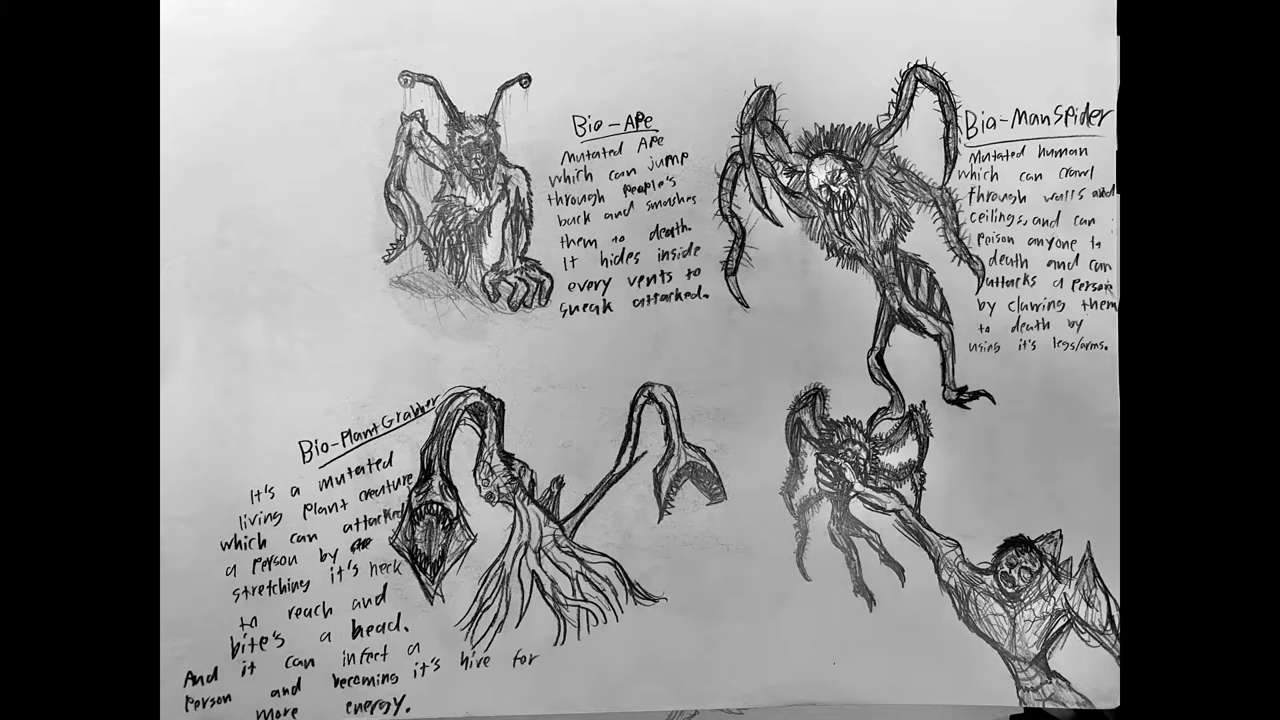 Bio-Ape
Mutated Ape
which can jump
through people's
back and smashes
them to death.
It hides inside
every vents to
sneak attacked.
Bio-ManSpider
Mutated human
which can crawl
through walls and
ceilings, and can
poison anyone to
death and can
attacks a person
by clawing them
to death by
using it's legs/arms.
Bio-PlantGrabber
It's a mutated
living plant creature
which can attacked
a person by
stretching it's neck
to reach and
bite's a head.
And it can infect a
person and becoming it's hive for
more energy.